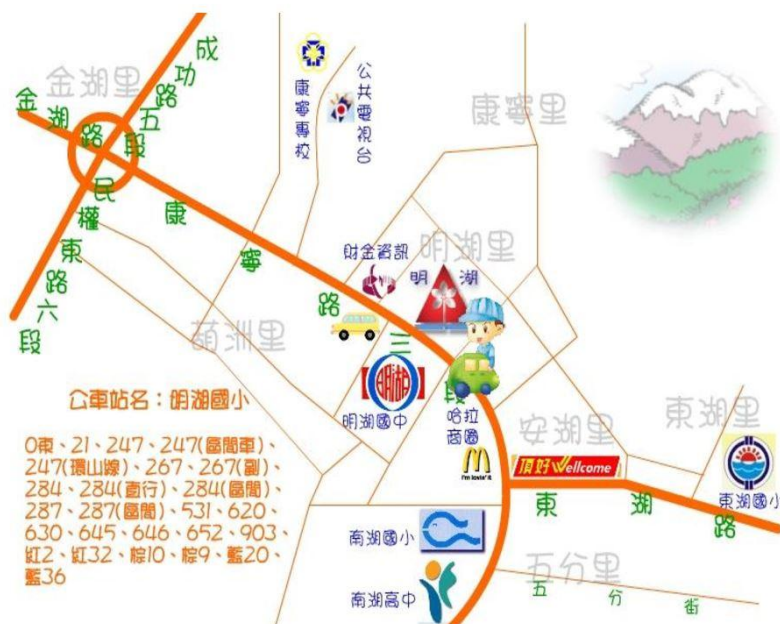 成功路五段
金湖里
金湖路
民權東路六段
康寧專校
公共電視台
康寧里
康寧路三段
財金資訊
明湖里
明湖
葫洲里
明湖
明湖國中
哈拉
商圈
公車站名：明湖國小
0東、21、247、247(區間車)、
247(環山線)、267、267(副)、
284、284(直行)、284(區間)
287、287(區間)、531、620、
630、645、646、652、903、
紅2、紅32、棕10、棕9、藍20、
藍36
安湖里
東湖里
M
i'm lovin' it
頂好Wellcome
東湖路
東湖國小
南湖國小
南湖高中
五分里
五分街